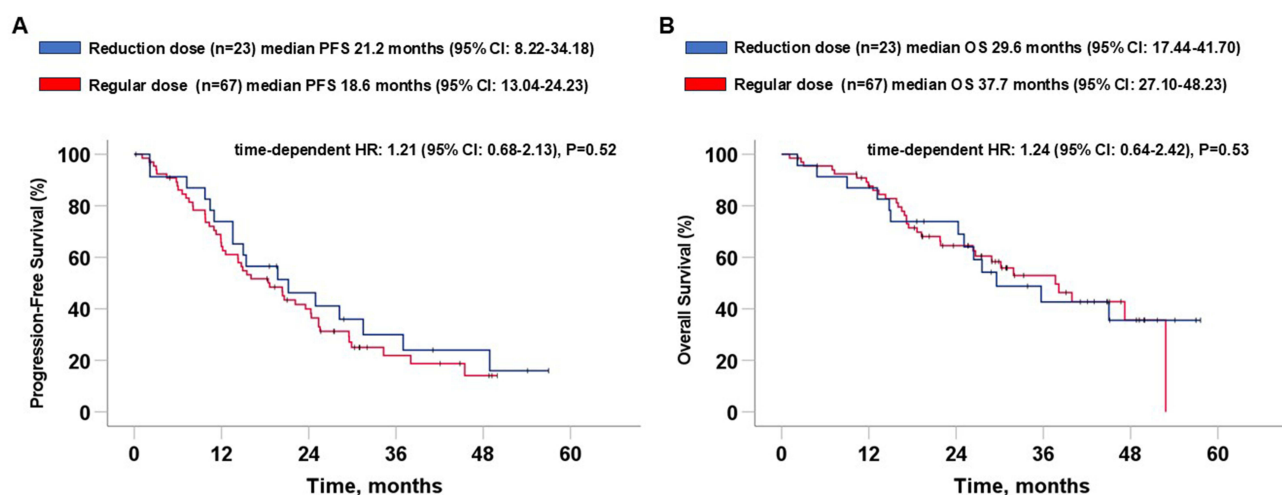 A
Reduction dose (n=23) median PFS 21.2 months (95% CI: 8.22-34.18)
Regular dose (n=67) median PFS 18.6 months (95% CI: 13.04-24.23)
time-dependent HR: 1.21 (95% CI: 0.68-2.13), P=0.52
Progression-Free Survival (%)
100
80
60
40
20
0
0 12 24 36 48 60
Time, months
B
Reduction dose (n=23) median OS 29.6 months (95% CI: 17.44-41.70)
Regular dose (n=67) median OS 37.7 months (95% CI: 27.10-48.23)
time-dependent HR: 1.24 (95% CI: 0.64-2.42), P=0.53
Overall Survival (%)
100
80
60
40
20
0
0 12 24 36 48 60
Time, months